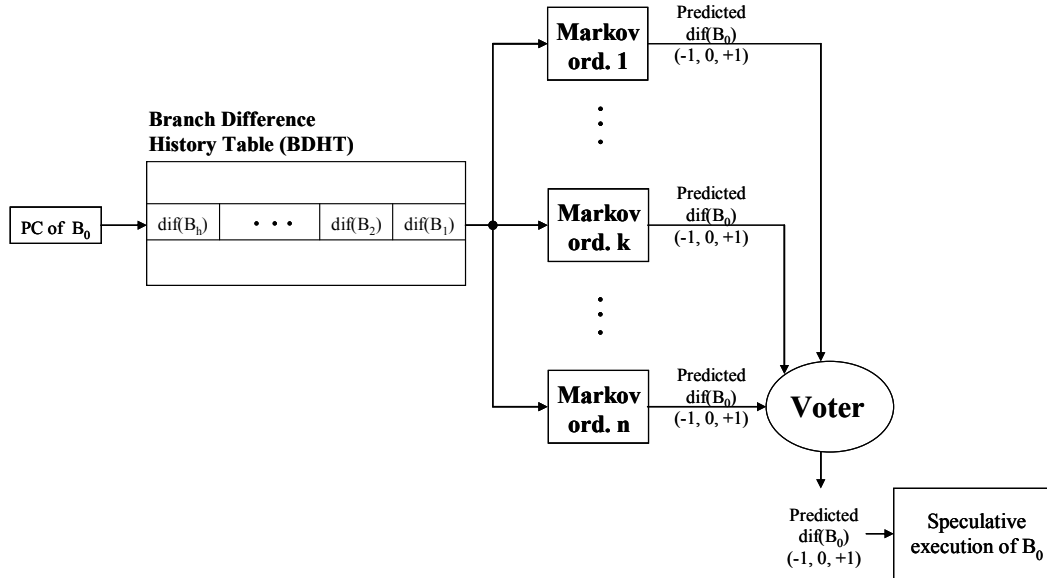 Predicted
dif(B₀)
(-1, 0, +1)
Markov
ord. 1
Branch Difference
History Table (BDHT)
PC of B₀
dif(Bₕ)
• • •
dif(B₂)
dif(B₁)
Predicted
dif(B₀)
(-1, 0, +1)
Markov
ord. k
Predicted
dif(B₀)
(-1, 0, +1)
Markov
ord. n
Voter
Predicted
dif(B₀)
(-1, 0, +1)
Speculative
execution of B₀